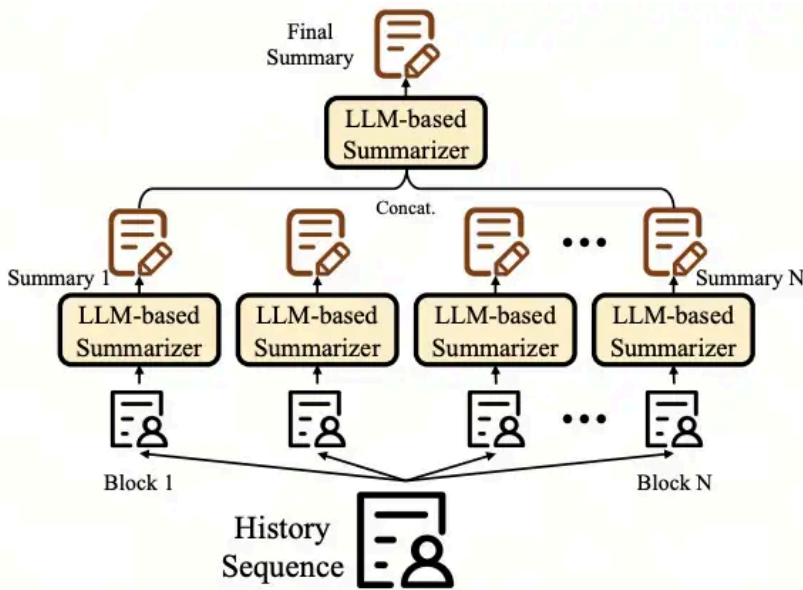 Final
Summary
LLM-based
Summarizer
Concat.
Summary 1
Summary N
LLM-based
Summarizer
LLM-based
Summarizer
LLM-based
Summarizer
LLM-based
Summarizer
Block 1
Block N
History
Sequence